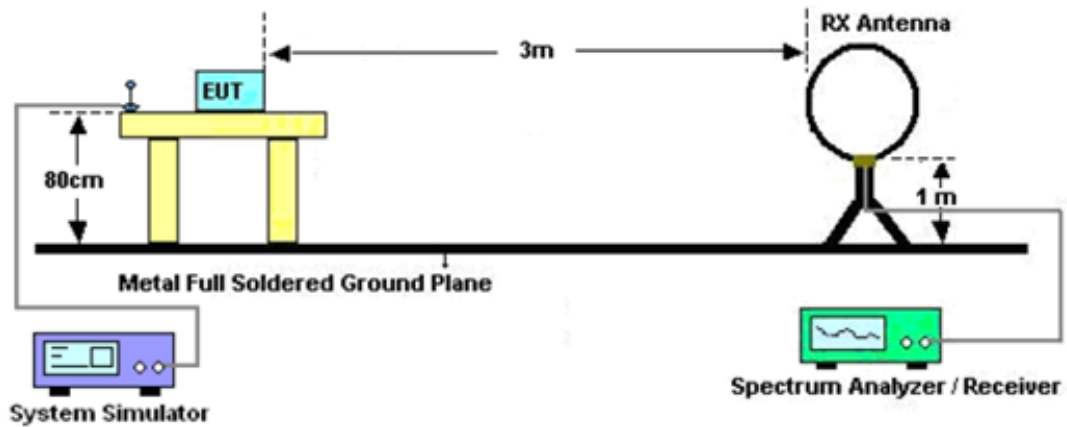 RX Antenna
3m
EUT
80cm
1 m
Metal Full Soldered Ground Plane
System Simulator
Spectrum Analyzer / Receiver